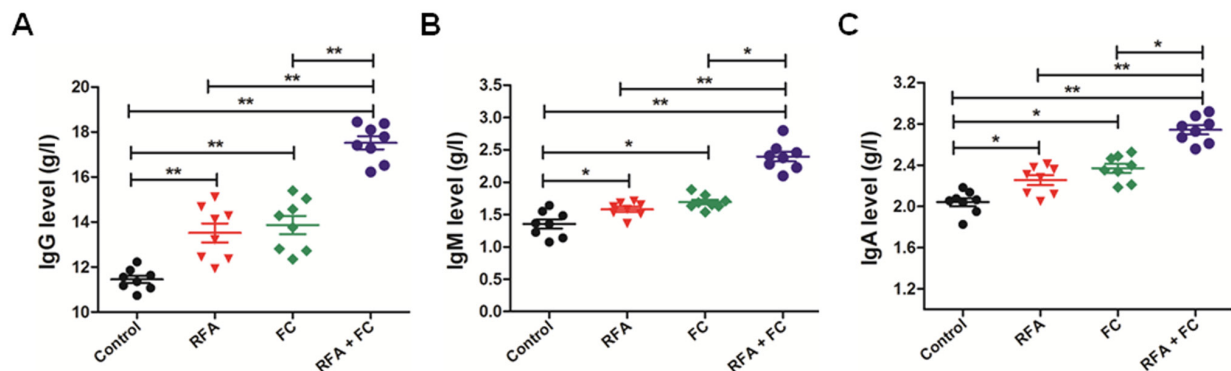 A
B
C
IgG level (g/l)
20
18
16
14
12
10
**
**
**
**
**
Control
RFA
FC
RFA + FC
IgM level (g/l)
3.5
3.0
2.5
2.0
1.5
1.0
0.5
0.0
*
**
**
*
*
Control
RFA
FC
RFA + FC
IgA level (g/l)
3.2
2.8
2.4
2.0
1.6
1.2
*
**
**
*
*
Control
RFA
FC
RFA + FC